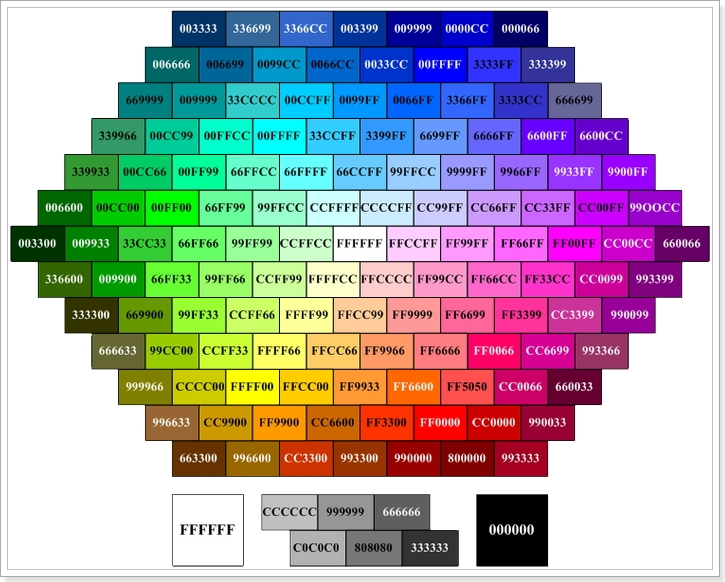 003333 336699 3366CC 003399 009999 0000CC 000066
006666 006699 0099CC 0066CC 0033CC 00FFFF 3333FF 333399
669999 009999 33CCCC 00CCFF 0099FF 0066FF 3366FF 3333CC 666699
339966 00CC99 00FFCC 00FFFF 33CCFF 3399FF 6699FF 6666FF 6600FF 6600CC
339933 00CC66 00FF99 66FFCC 66FFFF 66CCFF 99FFCC 9999FF 9966FF 9933FF 9900FF
006600 00CC00 00FF00 66FF99 99FFCC CCFFFF CCCCFF CC99FF CC66FF CC33FF CC00FF 99OOCC
003300 009933 33CC33 66FF66 99FF99 CCFFCC FFFFFF FFCCFF FF99FF FF66FF FF00FF CC00CC 660066
336600 009900 66FF33 99FF66 CCFF99 FFFFCC FFCCCC FF99CC FF66CC FF33CC CC0099 993399
333300 669900 99FF33 CCFF66 FFFF99 FFCC99 FF9999 FF6699 FF3399 CC3399 990099
666633 99CC00 CCFF33 FFFF66 FFCC66 FF9966 FF6666 FF0066 CC6699 993366
999966 CCCC00 FFFF00 FFCC00 FF9933 FF6600 FF5050 CC0066 660033
996633 CC9900 FF9900 CC6600 FF3300 FF0000 CC0000 990033
663300 996600 CC3300 993300 990000 800000 993333
FFFFFF CCCCCC 999999 666666 000000
C0C0C0 808080 333333